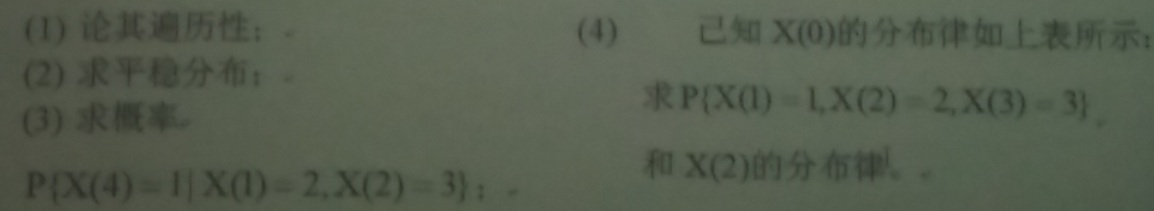 (1) 论其遍历性；
(2) 求平稳分布；
(3) 求概率
P{X(4)=1|X(1)=2,X(2)=3}；
(4) 已知 X(0)的分布律如上表所示；
求P{X(1)=1,X(2)=2,X(3)=3}
和 X(2)的分布律。